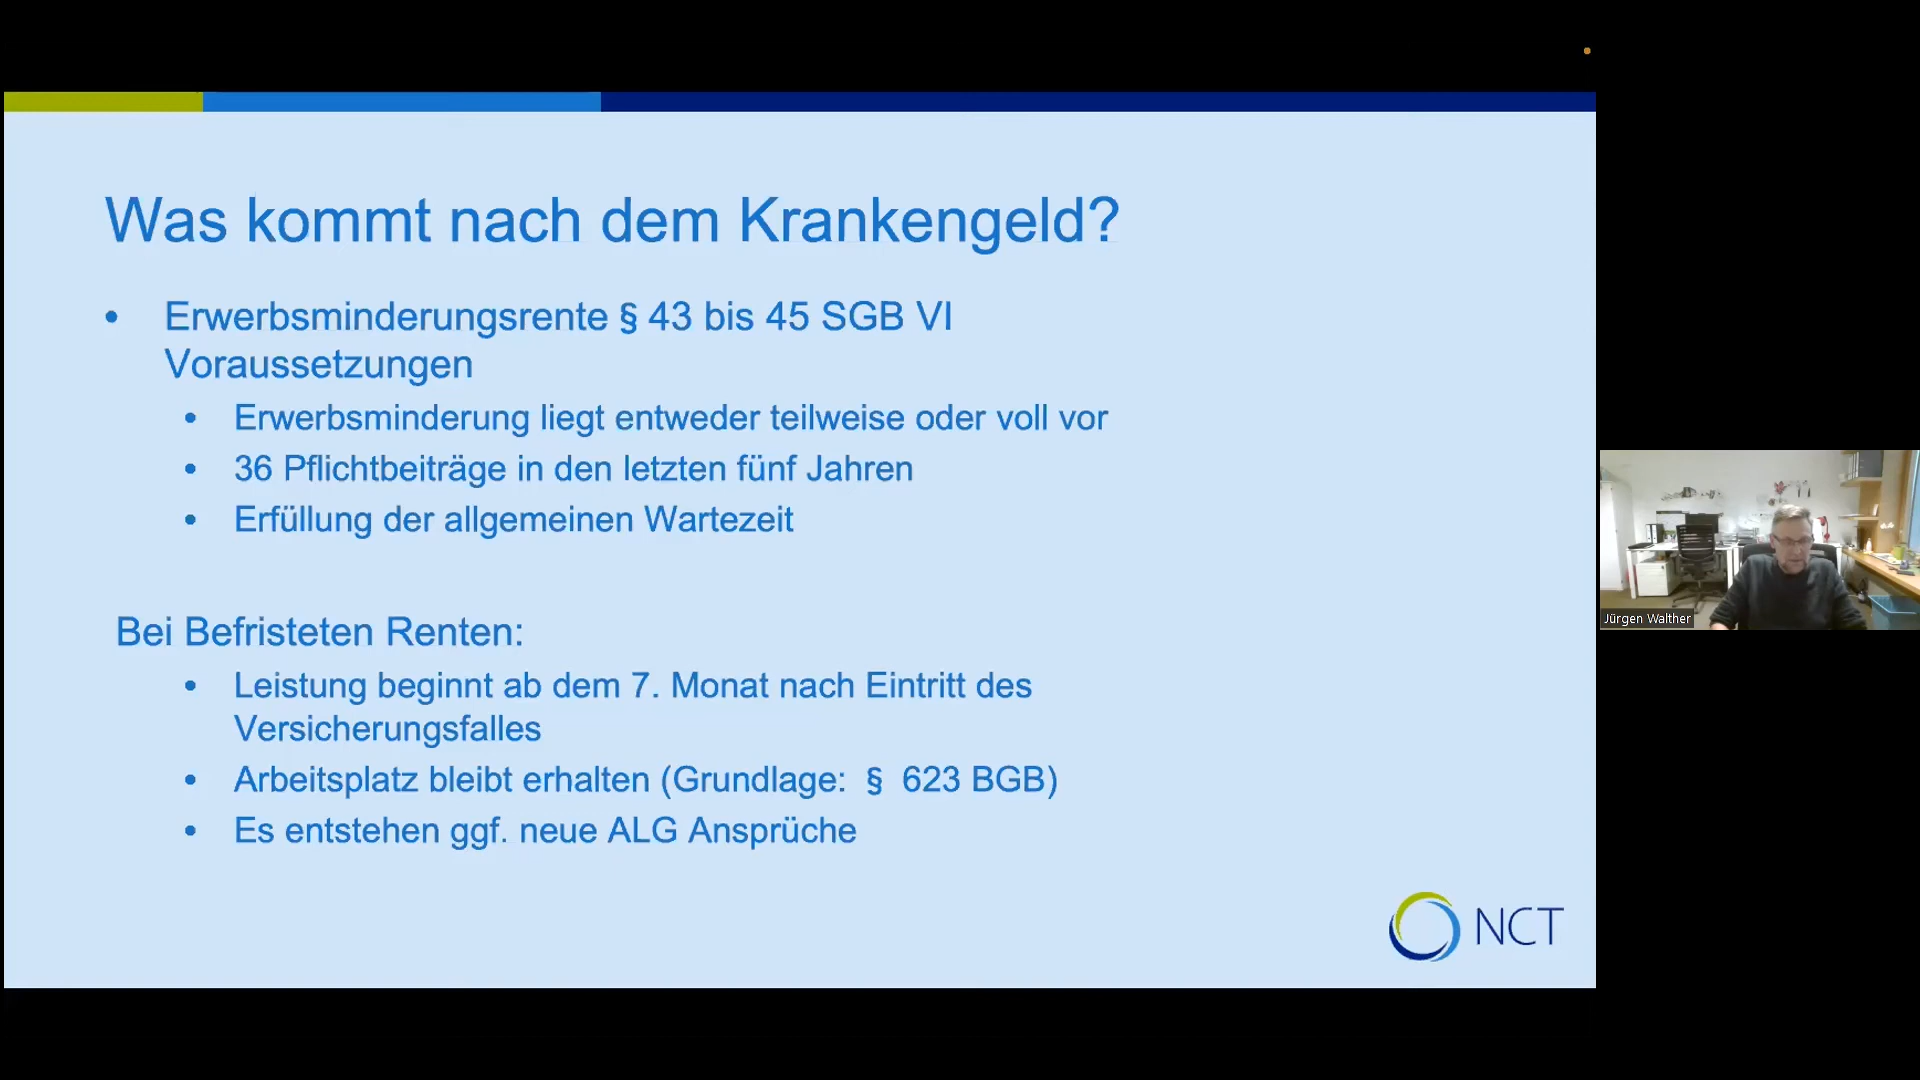 Was kommt nach dem Krankengeld?
• Erwerbsminderungsrente § 43 bis 45 SGB VI
Voraussetzungen
• Erwerbsminderung liegt entweder teilweise oder voll vor
• 36 Pflichtbeiträge in den letzten fünf Jahren
• Erfüllung der allgemeinen Wartezeit
Bei Befristeten Renten:
• Leistung beginnt ab dem 7. Monat nach Eintritt des
Versicherungsfalles
• Arbeitsplatz bleibt erhalten (Grundlage: § 623 BGB)
• Es entstehen ggf. neue ALG Ansprüche
NCT
Jürgen Walther